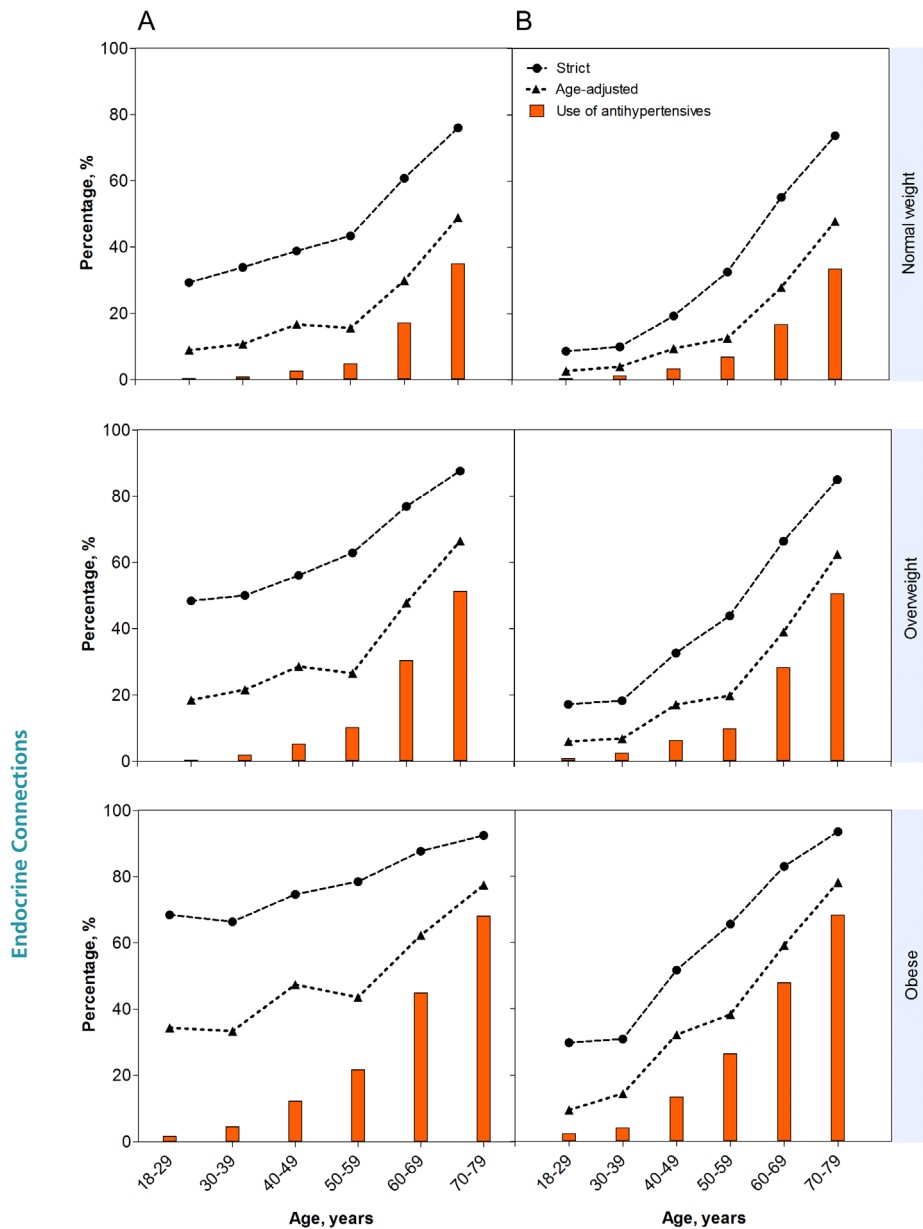 A
B
100
80
60
40
20
0
Percentage, %
Strict
Age-adjusted
Use of antihypertensives
Normal weight
100
80
60
40
20
0
Percentage, %
Overweight
100
80
60
40
20
0
Percentage, %
Obese
18-29
30-39
40-49
50-59
60-69
70-79
Age, years
18-29
30-39
40-49
50-59
60-69
70-79
Age, years
Endocrine Connections